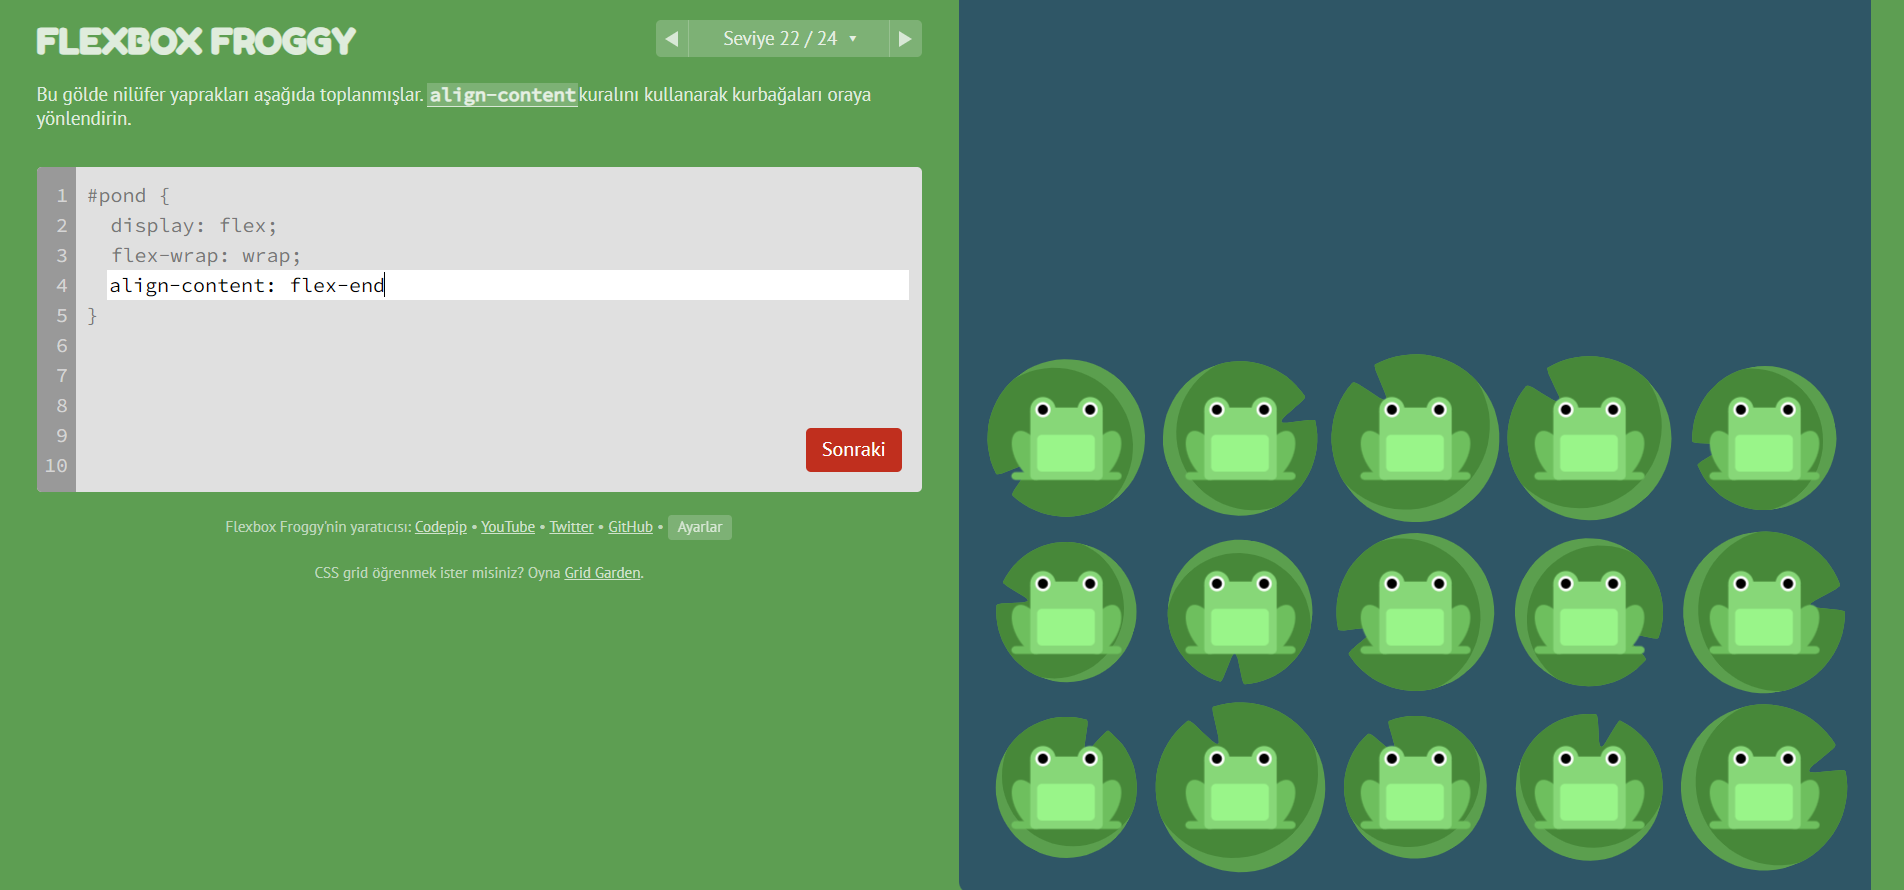 FLEXBOX FROGGY
Seviye 22 / 24
Bu gölde nilüfer yaprakları aşağıda toplanmışlar. align-content kuralını kullanarak kurbağaları oraya
yönlendirin.
1 #pond {
2 display: flex;
3 flex-wrap: wrap;
4 align-content: flex-end
5 }
6
7
8
9
10
Sonraki
Flexbox Froggy'nin yaratıcısı: Codepip • YouTube • Twitter • GitHub • Ayarlar
CSS grid öğrenmek ister misiniz? Oyna Grid Garden.